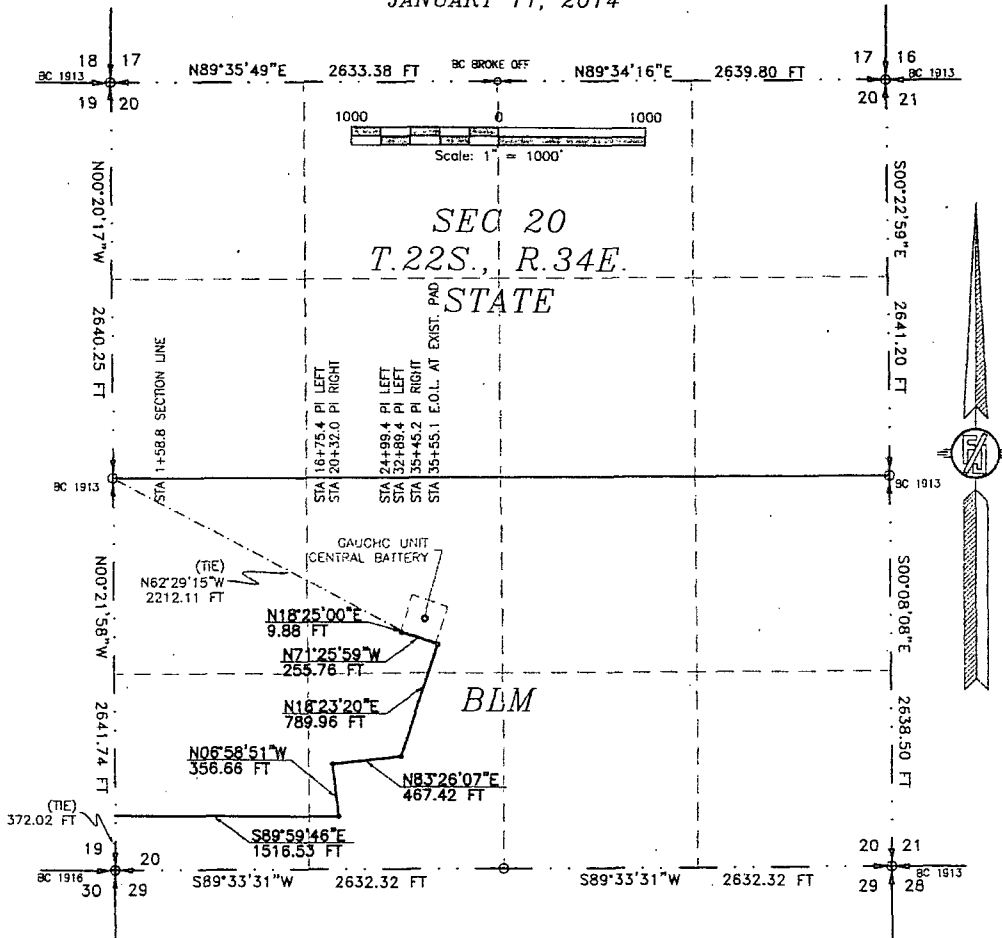 JANUARY 11, 2014
18 17
BC 1913
19 20
N89°35'49"E 2633.38 FT
BC BROKE OFF
N89°34'16"E 2639.80 FT
17 16
BC 1913
20 21
1000 0 1000
Scale: 1" = 1000'
N00°20'17"W
2640.25 FT
SEC 20
T.22S., R.34E.
STATE
S00°22'59"E
2641.20 FT
STA 1+58.8 SECTION LINE
STA 16+75.4 PI LEFT
STA 20+32.0 PI RIGHT
STA 24+99.4 PI LEFT
STA 32+89.4 PI LEFT
STA 35+45.2 PI RIGHT
STA 35+55.1 E.O.L. AT EXIST. PAD
BC 1913
BC 1913
GAUCHO UNIT
CENTRAL BATTERY
(TIE)
N62°29'15"W
2212.11 FT
N00°21'58"W
2641.74 FT
S00°08'08"E
2638.50 FT
N18°25'00"E
9.88 FT
N71°25'59"W
255.76 FT
N18°23'20"E
789.96 FT
BLM
N06°58'51"W
356.66 FT
N83°26'07"E
467.42 FT
(TIE)
372.02 FT
S89°59'46"E
1516.53 FT
19 20
BC 1916
30 29
S89°33'31"W 2632.32 FT
S89°33'31"W 2632.32 FT
20 21
BC 1913
29 28